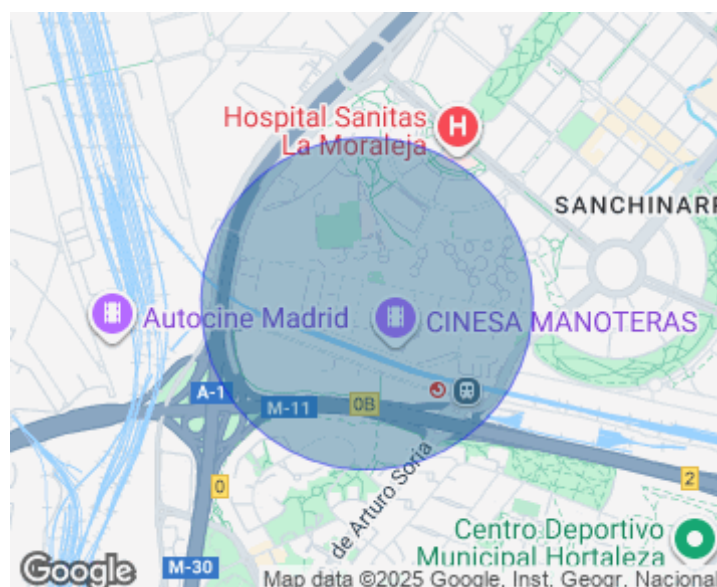 Hospital Sanitas
La Moraleja
H
SANCHINARR
Autocine Madrid
CINESA MANOTERAS
A-1
M-11
0B
de Arturo Soria
0
2
M-30
Centro Deportivo
Municipal Hortaleza
Google
Map data ©2025 Google, Inst. Geogr. Nacional